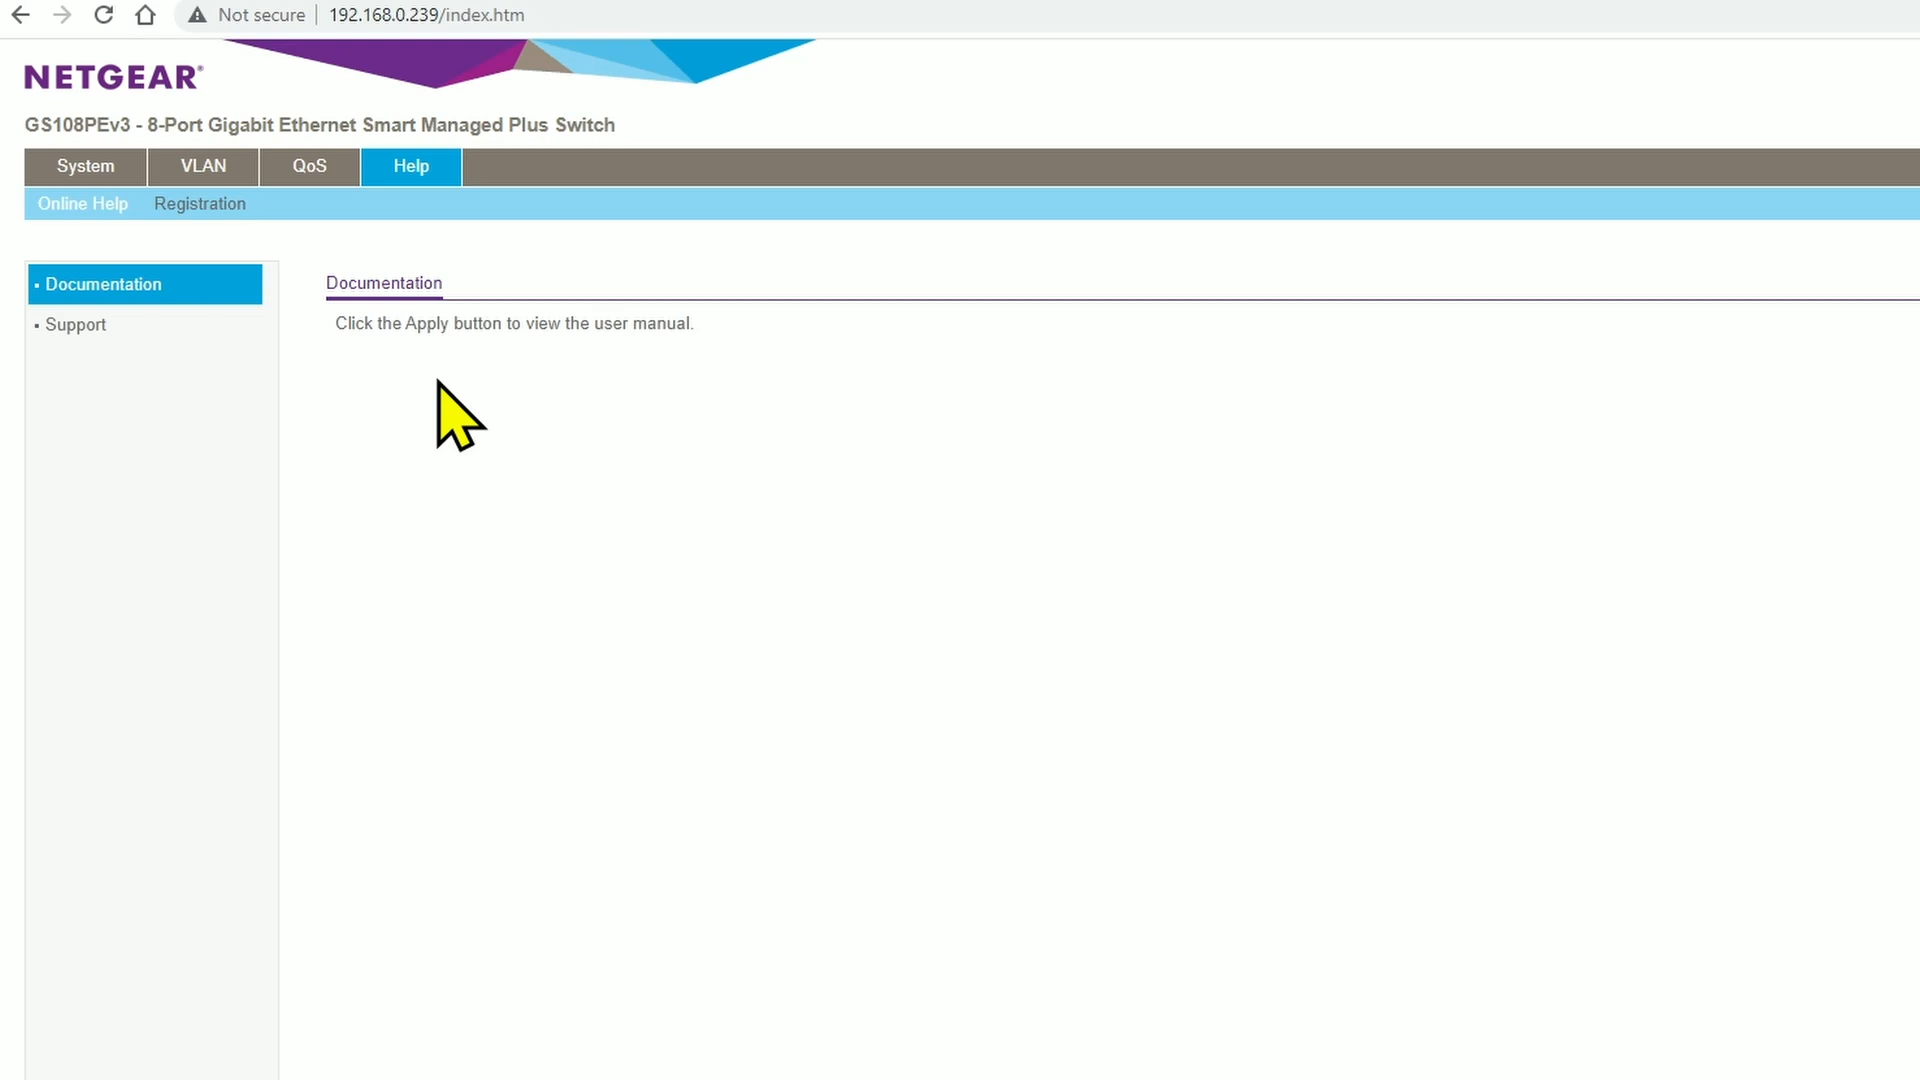 Not secure | 192.168.0.239/index.htm
NETGEAR®
GS108PEv3 - 8-Port Gigabit Ethernet Smart Managed Plus Switch
System VLAN QoS Help
Online Help Registration
Documentation
Support
Documentation
Click the Apply button to view the user manual.